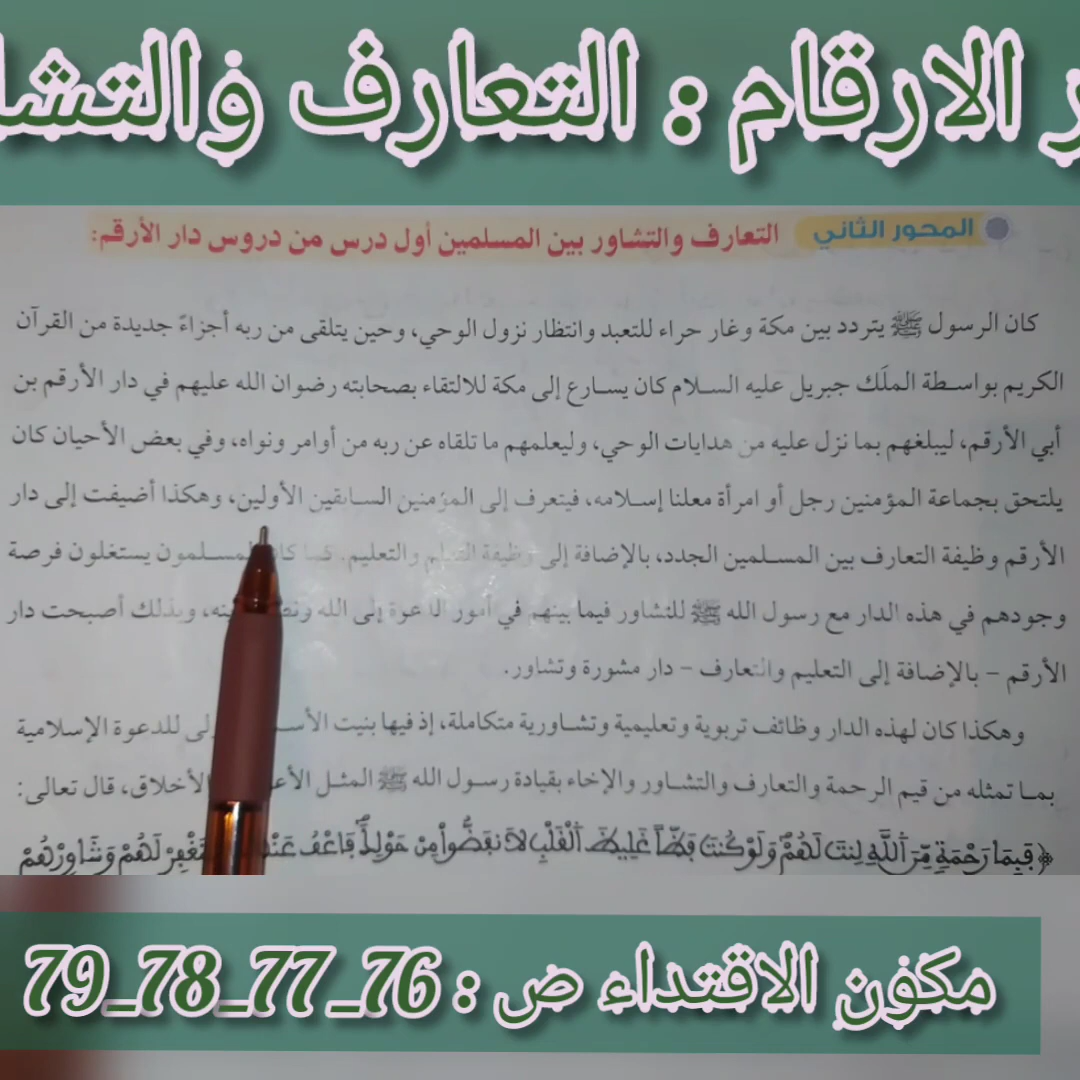 ر الارقام : التعارف والتشا
المحور الثاني التعارف والتشاور بين المسلمين أول درس من دروس دار الأرقم:
كان الرسول ﷺ يتردد بين مكة وغار حراء للتعبد وانتظار نزول الوحي، وحين يتلقى من ربه أجزاءً جديدة من القرآن
الكريم بواسطة الملَك جبريل عليه السلام كان يسارع إلى مكة للالتقاء بصحابته رضوان الله عليهم في دار الأرقم بن
أبي الأرقم، ليبلغهم بما نزل عليه من هدايات الوحي، وليعلمهم ما تلقاه عن ربه من أوامر ونواه، وفي بعض الأحيان كان
يلتحق بجماعة المؤمنين رجل أو امرأة معلنا إسلامه، فيتعرف إلى المؤمنين السابقين الأولين، وهكذا أضيفت إلى دار
الأرقم وظيفة التعارف بين المسلمين الجدد، بالإضافة إلى وظيفة التعلم والتعليم. كما كان المسلمون يستغلون فرصة
وجودهم في هذه الدار مع رسول الله ﷺ للتشاور فيما بينهم في أمور الدعوة إلى الله، وبذلك أصبحت دار
الأرقم – بالإضافة إلى التعليم والتعارف – دار مشورة وتشاور.
وهكذا كان لهذه الدار وظائف تربوية وتعليمية وتشاورية متكاملة، إذ فيها بنيت للدعوة الإسلامية
بما تمثله من قيم الرحمة والتعارف والتشاور والإخاء بقيادة رسول الله ﷺ المثل الأخلاق، قال تعالى:
﴿فَبِمَا رَحْمَةٍ مِّنَ اَ۬للَّهِ لِنتَ لَهُمْ وَلَوْ كُنتَ فَظّاً غَلِيظَ اَ۬لْقَلْبِ لَانفَضُّواْ مِنْ حَوْلِكَ فَاعْفُ لَهُمْ وَشَاوِرْهُمْ
مكون الاقتداء ص : 76_77_78_79